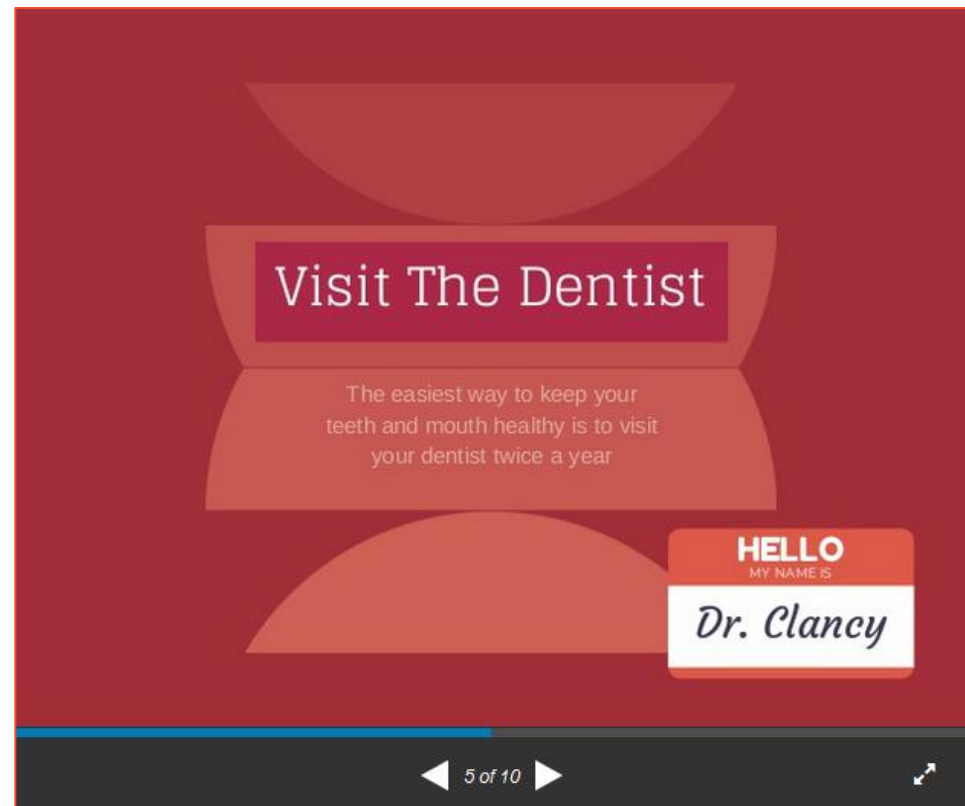 Visit The Dentist
The easiest way to keep your
teeth and mouth healthy is to visit
your dentist twice a year
HELLO
MY NAME IS
Dr. Clancy
5 of 10